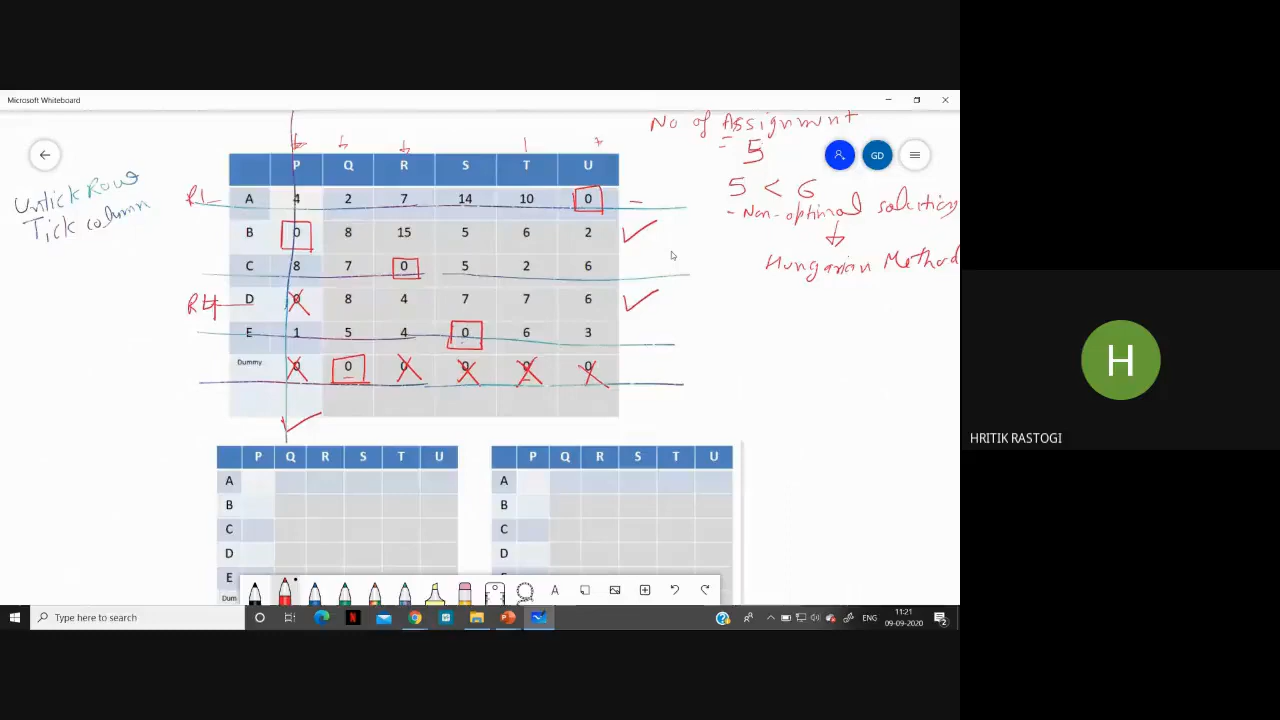 Microsoft Whiteboard
No of Assignment
= 5
GD
5 < 6
- Non-optimal solution
Hungarian Method
Untick Row
Tick column
P Q R S T U
R1 A 4 2 7 14 10 0
B 0 8 15 5 6 2
C 8 7 0 5 2 6
R4 D 0 8 4 7 7 6
E 1 5 4 0 6 3
Dummy 0 0 0 0 0 0
P Q R S T U
A
B
C
D
E
Dum
P Q R S T U
A
B
C
D
E
Type here to search
ENG
11:21
09-09-2020
2
H
HRITIK RASTOGI